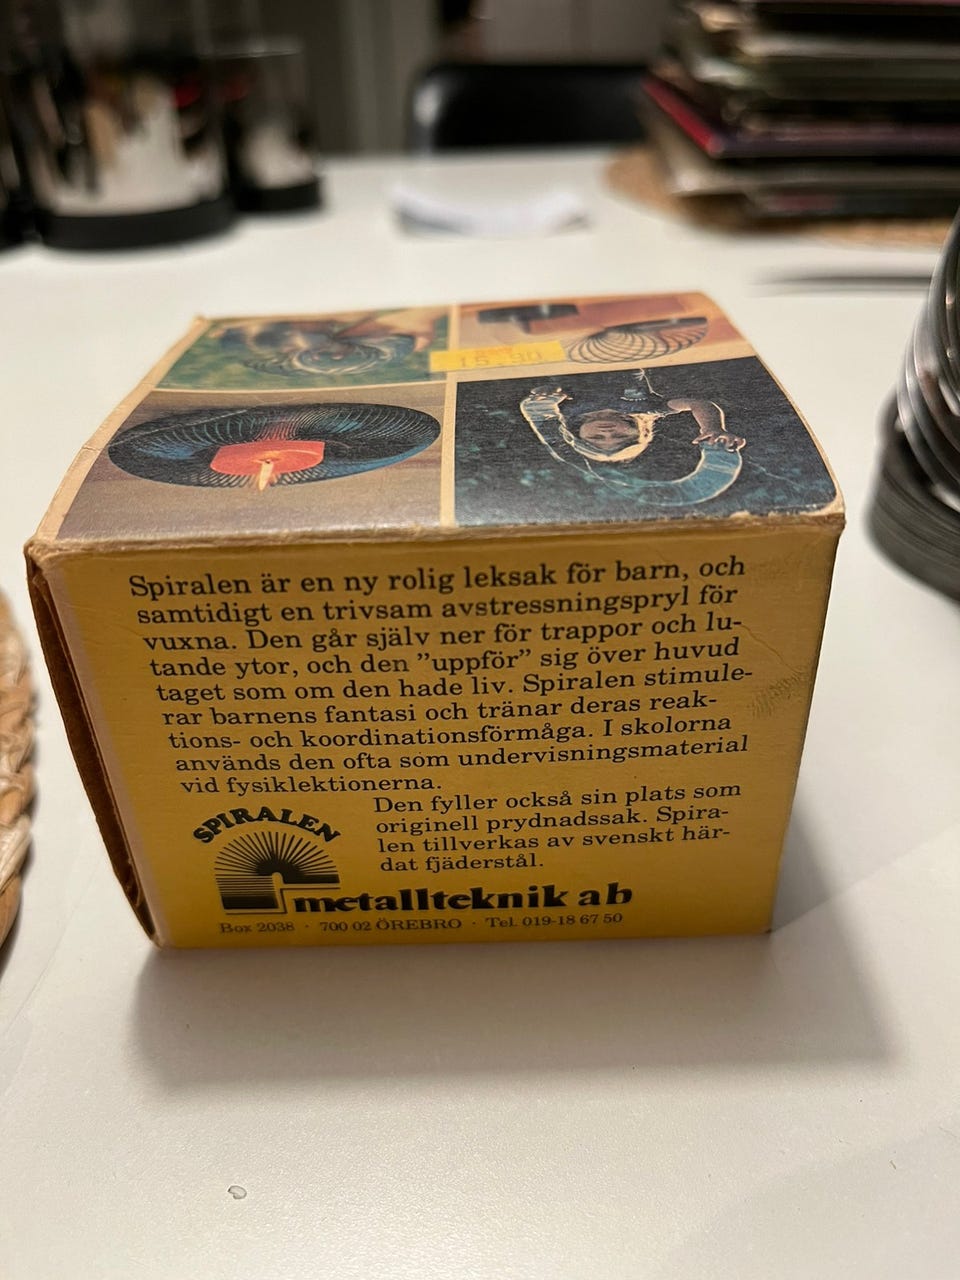 15.90
Spiralen är en ny rolig leksak för barn, och
samtidigt en trivsam avstressningspryl för
vuxna. Den går själv ner för trappor och lu-
tande ytor, och den ”uppför” sig över huvud
taget som om den hade liv. Spiralen stimule-
rar barnens fantasi och tränar deras reak-
tions- och koordinationsförmåga. I skolorna
används den ofta som undervisningsmaterial
vid fysiklektionerna.
Den fyller också sin plats som
originell prydnadssak. Spira-
len tillverkas av svenskt här-
dat fjäderstål.
SPIRALEN
metallteknik ab
Box 2038 · 700 02 ÖREBRO · Tel. 019-18 67 50